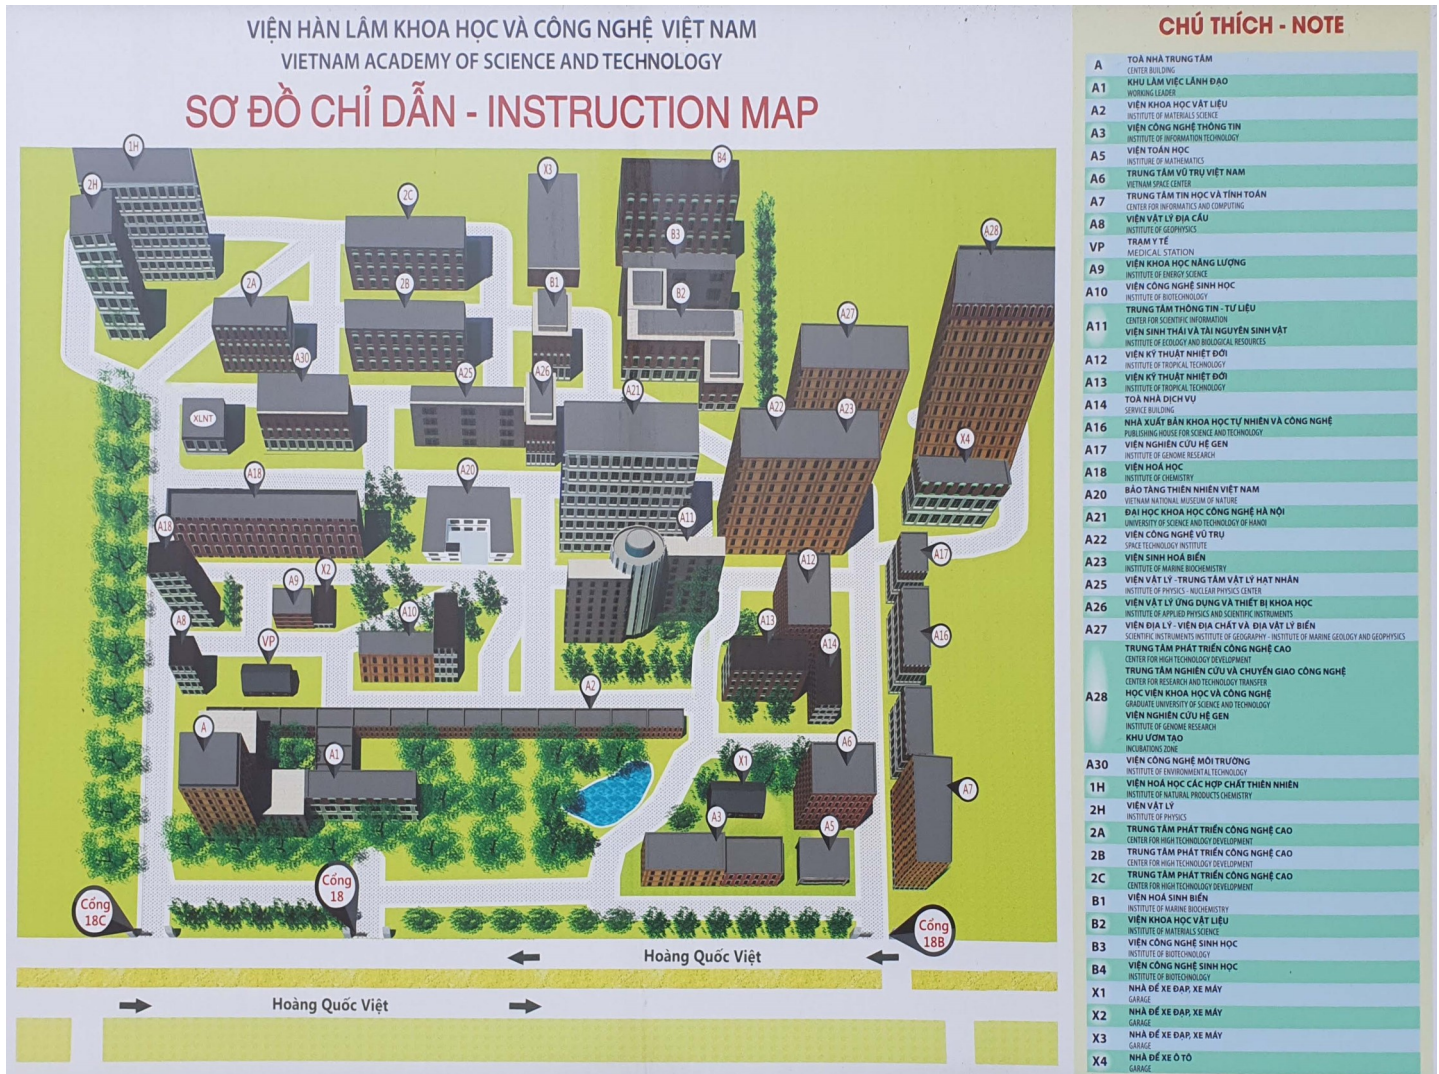 VIỆN HÀN LÂM KHOA HỌC VÀ CÔNG NGHỆ VIỆT NAM
VIETNAM ACADEMY OF SCIENCE AND TECHNOLOGY
SƠ ĐỒ CHỈ DẪN - INSTRUCTION MAP
1H
2H
2C
X3
B4
B3
A28
2A
2B
B1
B2
A27
A30
A25
A26
A21
A22
A23
XLNT
X4
A18
A20
A18
A11
A17
A9
X2
A12
A8
A10
A13
A16
VP
A14
A2
A
A1
A6
X1
A7
A3
A5
Cổng
18C
Cổng
18
Cổng
18B
Hoàng Quốc Việt
Hoàng Quốc Việt
CHÚ THÍCH - NOTE
A TOÀ NHÀ TRUNG TÂM
CENTER BUILDING
A1 KHU LÀM VIỆC LÃNH ĐẠO
WORKING LEADER
A2 VIỆN KHOA HỌC VẬT LIỆU
INSTITUTE OF MATERIALS SCIENCE
A3 VIỆN CÔNG NGHỆ THÔNG TIN
INSTITUTE OF INFORMATION TECHNOLOGY
A5 VIỆN TOÁN HỌC
INSTITURE OF MATHEMATICS
A6 TRUNG TÂM VŨ TRỤ VIỆT NAM
VIETNAM SPACE CENTER
A7 TRUNG TÂM TIN HỌC VÀ TÍNH TOÁN
CENTER FOR INFORMATICS AND COMPUTING
A8 VIỆN VẬT LÝ ĐỊA CẦU
INSTITUTE OF GEOPHYSICS
VP TRẠM Y TẾ
MEDICAL STATION
A9 VIỆN KHOA HỌC NĂNG LƯỢNG
INSTITUTE OF ENERGY SCIENCE
A10 VIỆN CÔNG NGHỆ SINH HỌC
INSTITUTE OF BIOTECHNOLOGY
A11 TRUNG TÂM THÔNG TIN - TƯ LIỆU
CENTER FOR SCIENTIFIC INFORMATION
VIỆN SINH THÁI VÀ TÀI NGUYÊN SINH VẬT
INSTITUTE OF ECOLOGY AND BIOLOGICAL RESOURCES
A12 VIỆN KỸ THUẬT NHIỆT ĐỚI
INSTITUTE OF TROPICAL TECHNOLOGY
A13 VIỆN KỸ THUẬT NHIỆT ĐỚI
INSTITUTE OF TROPICAL TECHNOLOGY
A14 TOÀ NHÀ DỊCH VỤ
SERVICE BUILDING
A16 NHÀ XUẤT BẢN KHOA HỌC TỰ NHIÊN VÀ CÔNG NGHỆ
PUBLISHING HOUSE FOR SCIENCE AND TECHNOLOGY
A17 VIỆN NGHIÊN CỨU HỆ GEN
INSTITUTE OF GENOME RESEARCH
A18 VIỆN HOÁ HỌC
INSTITUTE OF CHEMISTRY
A20 BẢO TÀNG THIÊN NHIÊN VIỆT NAM
VIETNAM NATIONAL MUSEUM OF NATURE
A21 ĐẠI HỌC KHOA HỌC CÔNG NGHỆ HÀ NỘI
UNIVERSITY OF SCIENCE AND TECHNOLOGY OF HANOI
A22 VIỆN CÔNG NGHỆ VŨ TRỤ
SPACE TECHNOLOGY INSTITUTE
A23 VIỆN SINH HOÁ BIỂN
INSTITUTE OF MARINE BIOCHEMISTRY
A25 VIỆN VẬT LÝ -TRUNG TÂM VẬT LÝ HẠT NHÂN
INSTITUTE OF PHYSICS - NUCLEAR PHYSICS CENTER
A26 VIỆN VẬT LÝ ỨNG DỤNG VÀ THIẾT BỊ KHOA HỌC
INSTITUTE OF APPLIED PHYSICS AND SCIENTIFIC INSTRUMENTS
A27 VIỆN ĐỊA LÝ - VIỆN ĐỊA CHẤT VÀ ĐỊA VẬT LÝ BIỂN
SCIENTIFIC INSTRUMENTS INSTITUTE OF GEOGRAPHY - INSTITUTE OF MARINE GEOLOGY AND GEOPHYSICS
A28 TRUNG TÂM PHÁT TRIỂN CÔNG NGHỆ CAO
CENTER FOR HIGH TECHNOLOGY DEVELOPMENT
TRUNG TÂM NGHIÊN CỨU VÀ CHUYỂN GIAO CÔNG NGHỆ
CENTER FOR RESEARCH AND TECHNOLOGY TRANSFER
HỌC VIỆN KHOA HỌC VÀ CÔNG NGHỆ
GRADUATE UNIVERSITY OF SCIENCE AND TECHNOLOGY
VIỆN NGHIÊN CỨU HỆ GEN
INSTITUTE OF GENOME RESEARCH
KHU ƯƠM TẠO
INCUBATIONS ZONE
A30 VIỆN CÔNG NGHỆ MÔI TRƯỜNG
INSTITUTE OF ENVIRONMENTALTECHNOLOGY
1H VIỆN HOÁ HỌC CÁC HỢP CHẤT THIÊN NHIÊN
INSTITUTE OF NATURAL PRODUCTS CHEMISTRY
2H VIỆN VẬT LÝ
INSTITUTE OF PHYSICS
2A TRUNG TÂM PHÁT TRIỂN CÔNG NGHỆ CAO
CENTER FOR HIGH TECHNOLOGY DEVELOPMENT
2B TRUNG TÂM PHÁT TRIỂN CÔNG NGHỆ CAO
CENTER FOR HIGH TECHNOLOGY DEVELOPMENT
2C TRUNG TÂM PHÁT TRIỂN CÔNG NGHỆ CAO
CENTER FOR HIGH TECHNOLOGY DEVELOPMENT
B1 VIỆN HOÁ SINH BIỂN
INSTITUTE OF MARINE BIOCHEMISTRY
B2 VIỆN KHOA HỌC VẬT LIỆU
INSTITUTE OF MATERIALS SCIENCE
B3 VIỆN CÔNG NGHỆ SINH HỌC
INSTITUTE OF BIOTECHNOLOGY
B4 VIỆN CÔNG NGHỆ SINH HỌC
INSTITUTE OF BIOTECHNOLOGY
X1 NHÀ ĐỂ XE ĐẠP, XE MÁY
GARAGE
X2 NHÀ ĐỂ XE ĐẠP, XE MÁY
GARAGE
X3 NHÀ ĐỂ XE ĐẠP, XE MÁY
GARAGE
X4 NHÀ ĐỂ XE Ô TÔ
GARAGE